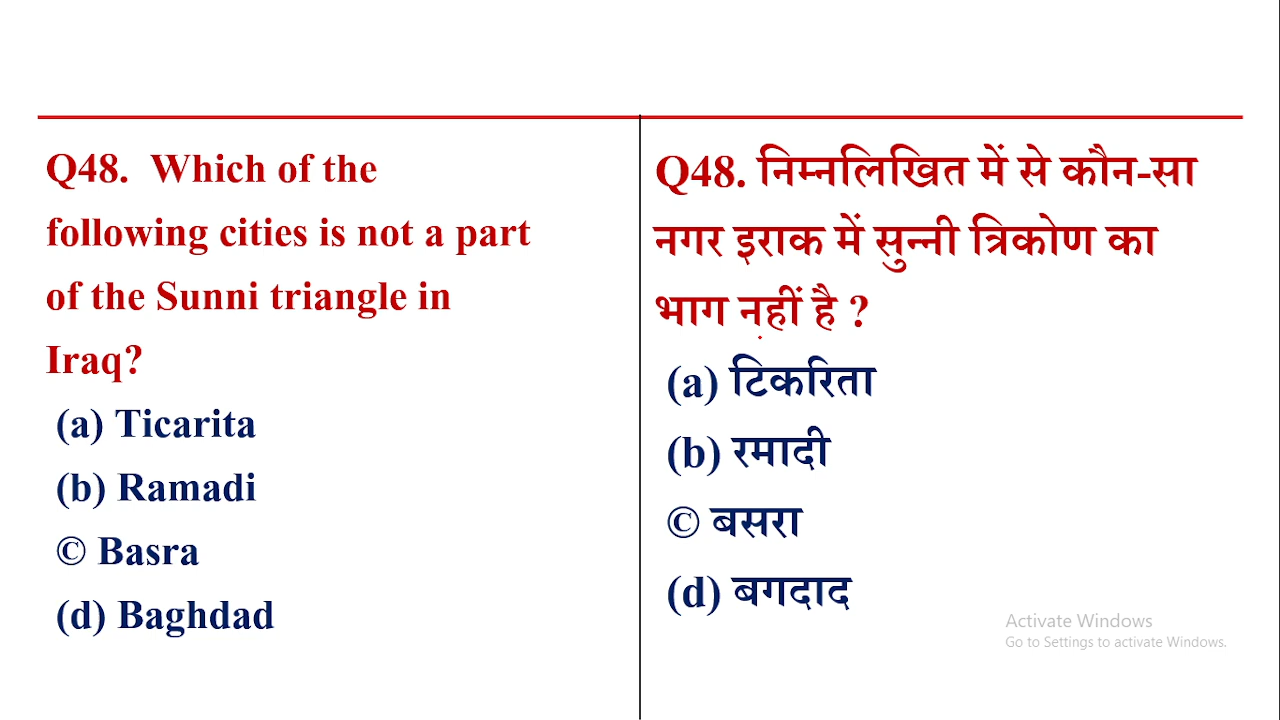 Q48. Which of the
following cities is not a part
of the Sunni triangle in
Iraq?
(a) Ticarita
(b) Ramadi
© Basra
(d) Baghdad
Q48. निम्नलिखित में से कौन-सा
नगर इराक में सुन्नी त्रिकोण का
भाग नहीं है ?
(a) टिकरिता
(b) रमादी
© बसरा
(d) बगदाद
Activate Windows
Go to Settings to activate Windows.